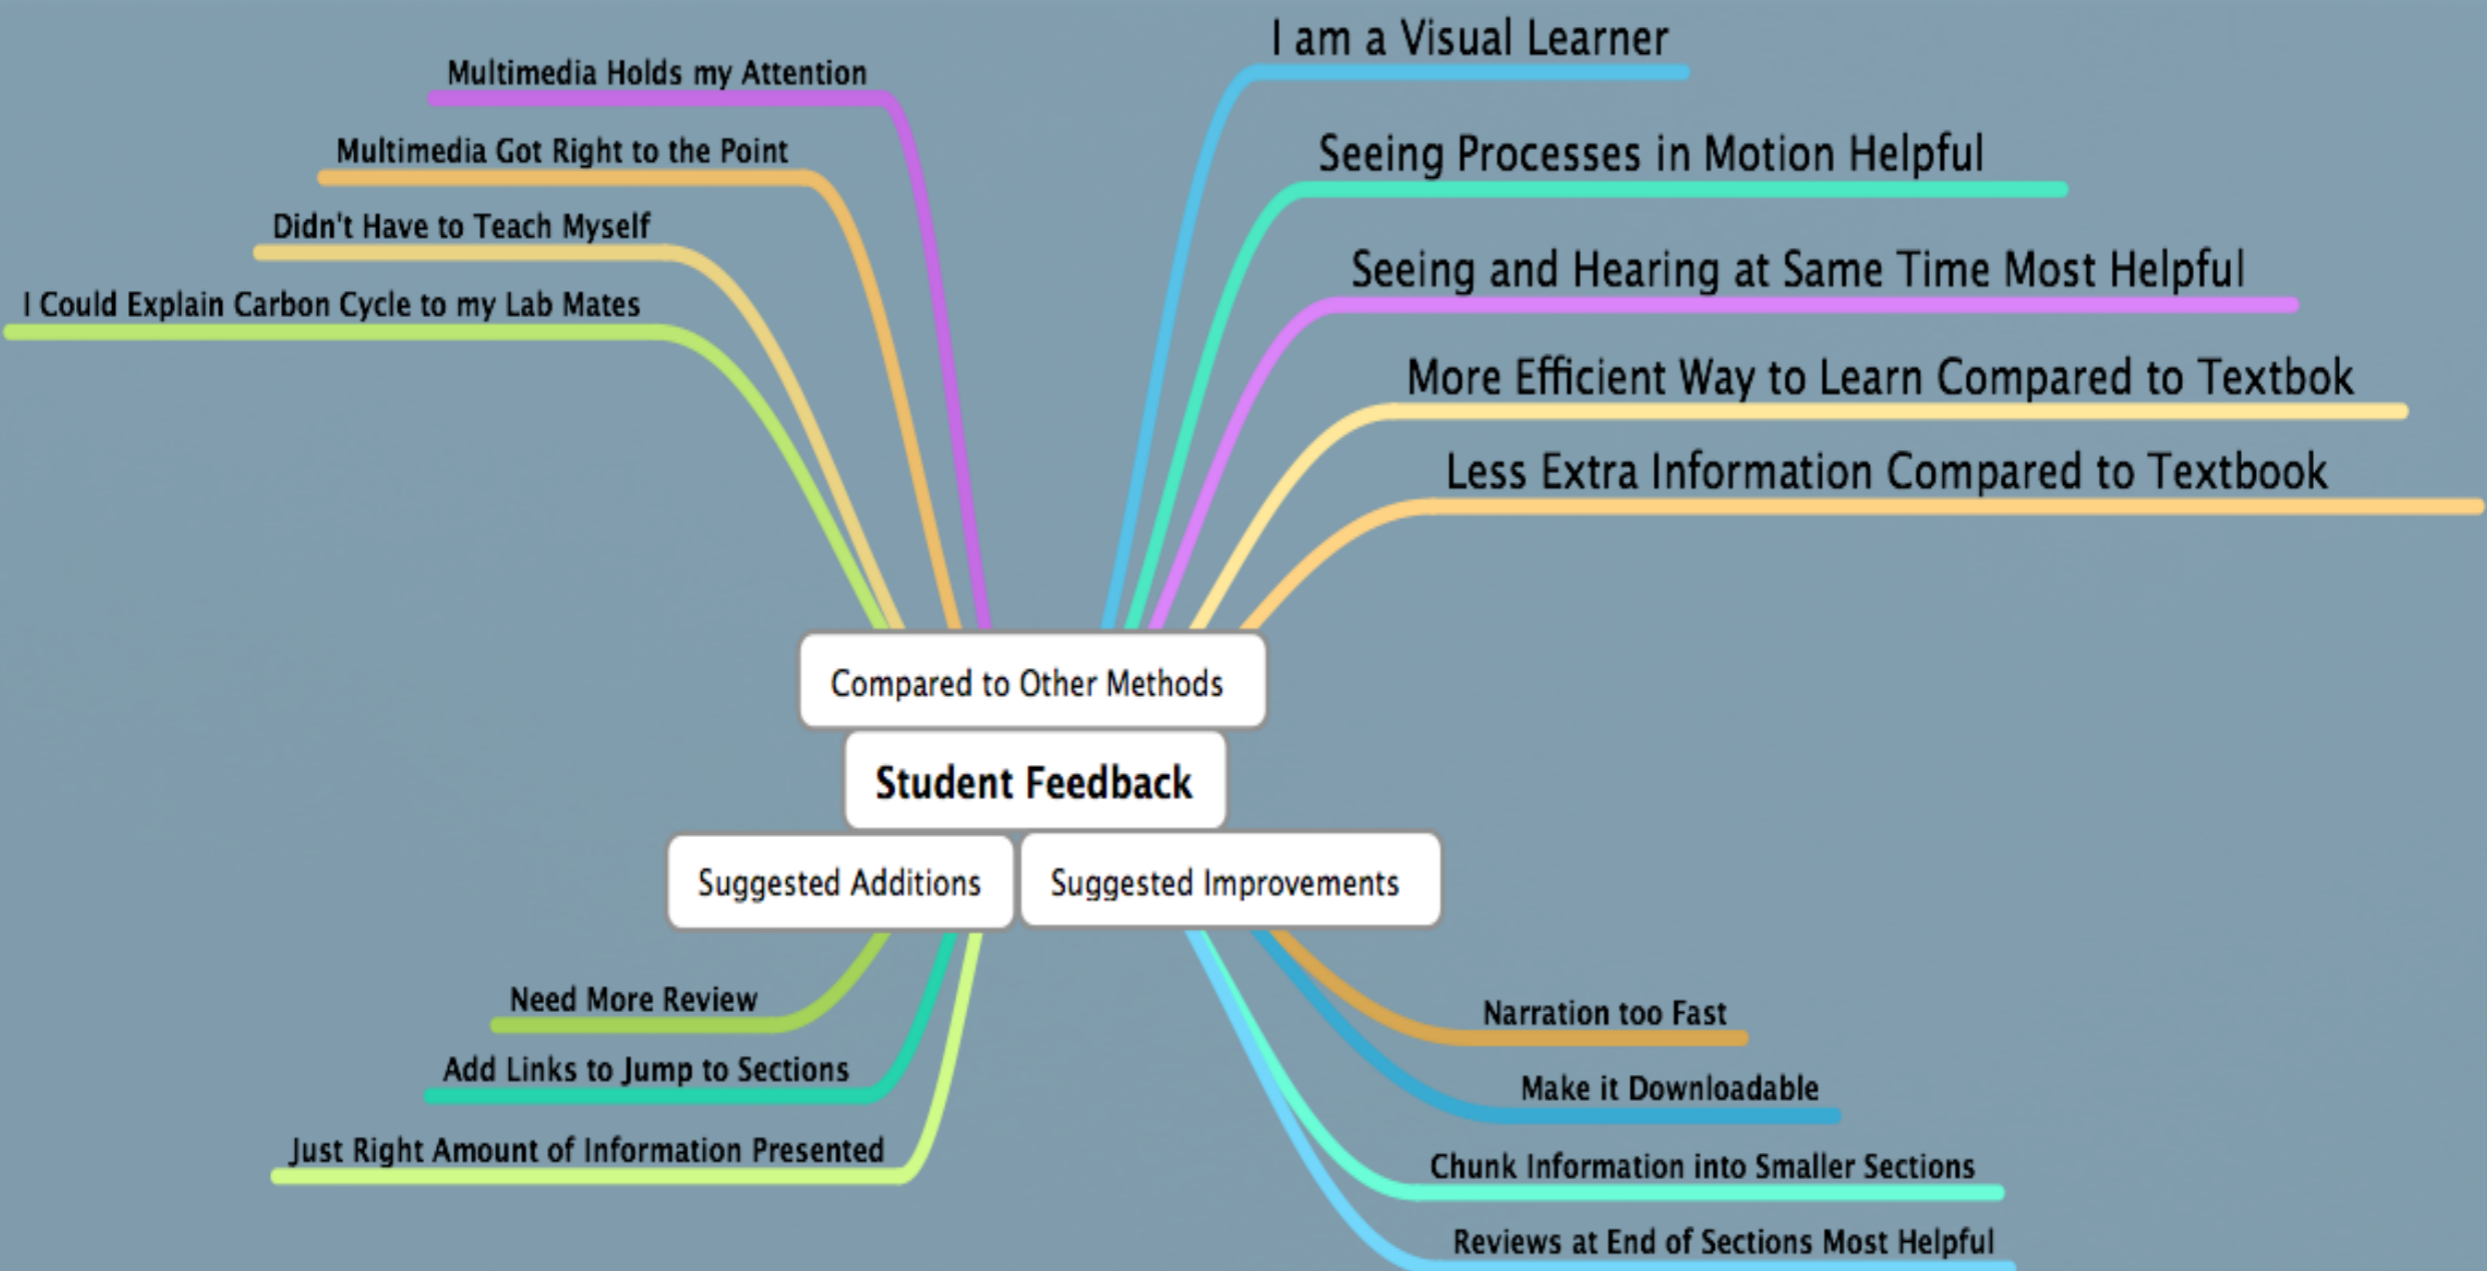 Multimedia Holds my Attention
Multimedia Got Right to the Point
Didn't Have to Teach Myself
I Could Explain Carbon Cycle to my Lab Mates
I am a Visual Learner
Seeing Processes in Motion Helpful
Seeing and Hearing at Same Time Most Helpful
More Efficient Way to Learn Compared to Textbok
Less Extra Information Compared to Textbook
Compared to Other Methods
Student Feedback
Suggested Additions
Suggested Improvements
Need More Review
Add Links to Jump to Sections
Just Right Amount of Information Presented
Narration too Fast
Make it Downloadable
Chunk Information into Smaller Sections
Reviews at End of Sections Most Helpful